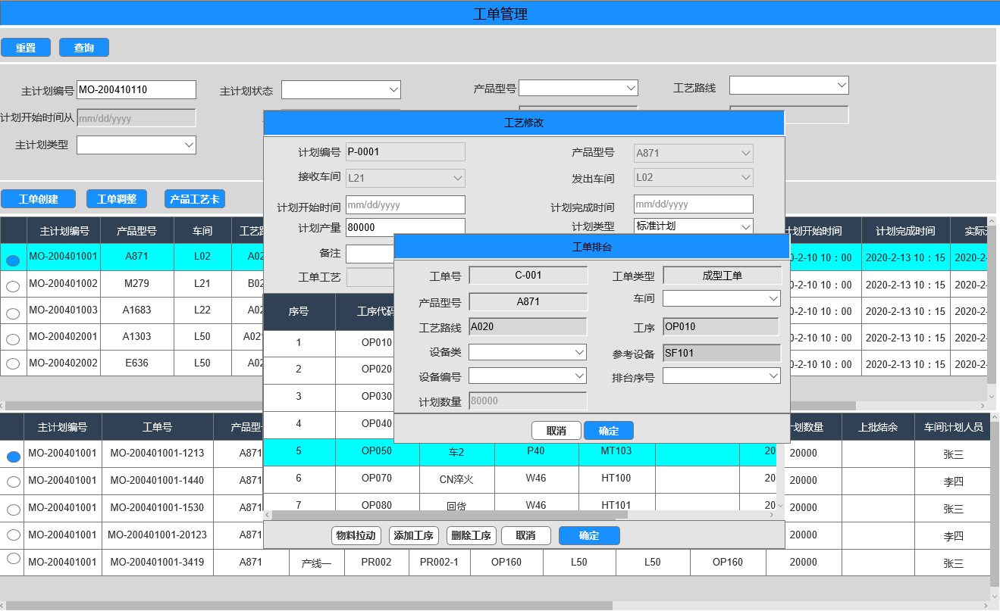 工单管理
重置 查询
主计划编号 MO-200410110 主计划状态 产品型号 工艺路线
计划开始时间从 mm/dd/yyyy
主计划类型
工单创建 工单调整 产品工艺卡
主计划编号 产品型号 车间 工艺路 计划开始时间 计划完成时间 实际开
MO-200401001 A871 L02 A02 0-2-10 10：00 2020-2-13 10：15 2020-2-
MO-200401002 M279 L21 B02 0-2-10 10：00 2020-2-13 10：15 2020-2-
MO-200401003 A1683 L22 A02 0-2-10 10：00 2020-2-13 10：15 2020-2-
MO-200402001 A1303 L50 A02 0-2-10 10：00 2020-2-13 10：15 2020-2-
MO-200402002 E636 L50 A02 0-2-10 10：00 2020-2-13 10：15 2020-2-
工艺修改
计划编号 P-0001 产品型号 A871
接收车间 L21 发出车间 L02
计划开始时间 mm/dd/yyyy 计划完成时间 mm/dd/yyyy
计划产量 80000 计划类型 标准计划
备注
工单工艺
序号 工序代码
1 OP010
2 OP020
3 OP030
4 OP040
5 OP050 车2 P40 MT103 20
6 OP070 CN淬火 W46 HT100 20
7 OP080 回货 W46 HT101 20
物料拉动 添加工序 删除工序 取消 确定
工单排台
工单号 C-001 工单类型 成型工单
产品型号 A871 车间
工艺路线 A020 工序 OP010
设备类 参考设备 SF101
设备编号 排台序号
计划数量 80000
取消 确定
主计划编号 工单号 产品型 计划数量 上批结余 车间计划人员
MO-200401001 MO-200401001-1213 A871 20000 张三
MO-200401001 MO-200401001-1440 A871 20000 李四
MO-200401001 MO-200401001-1530 A871 20000 张三
MO-200401001 MO-200401001-20123 A871 20000 李四
MO-200401001 MO-200401001-3419 A871 产线一 PR002 PR002-1 OP160 L50 L50 OP160 20000 张三